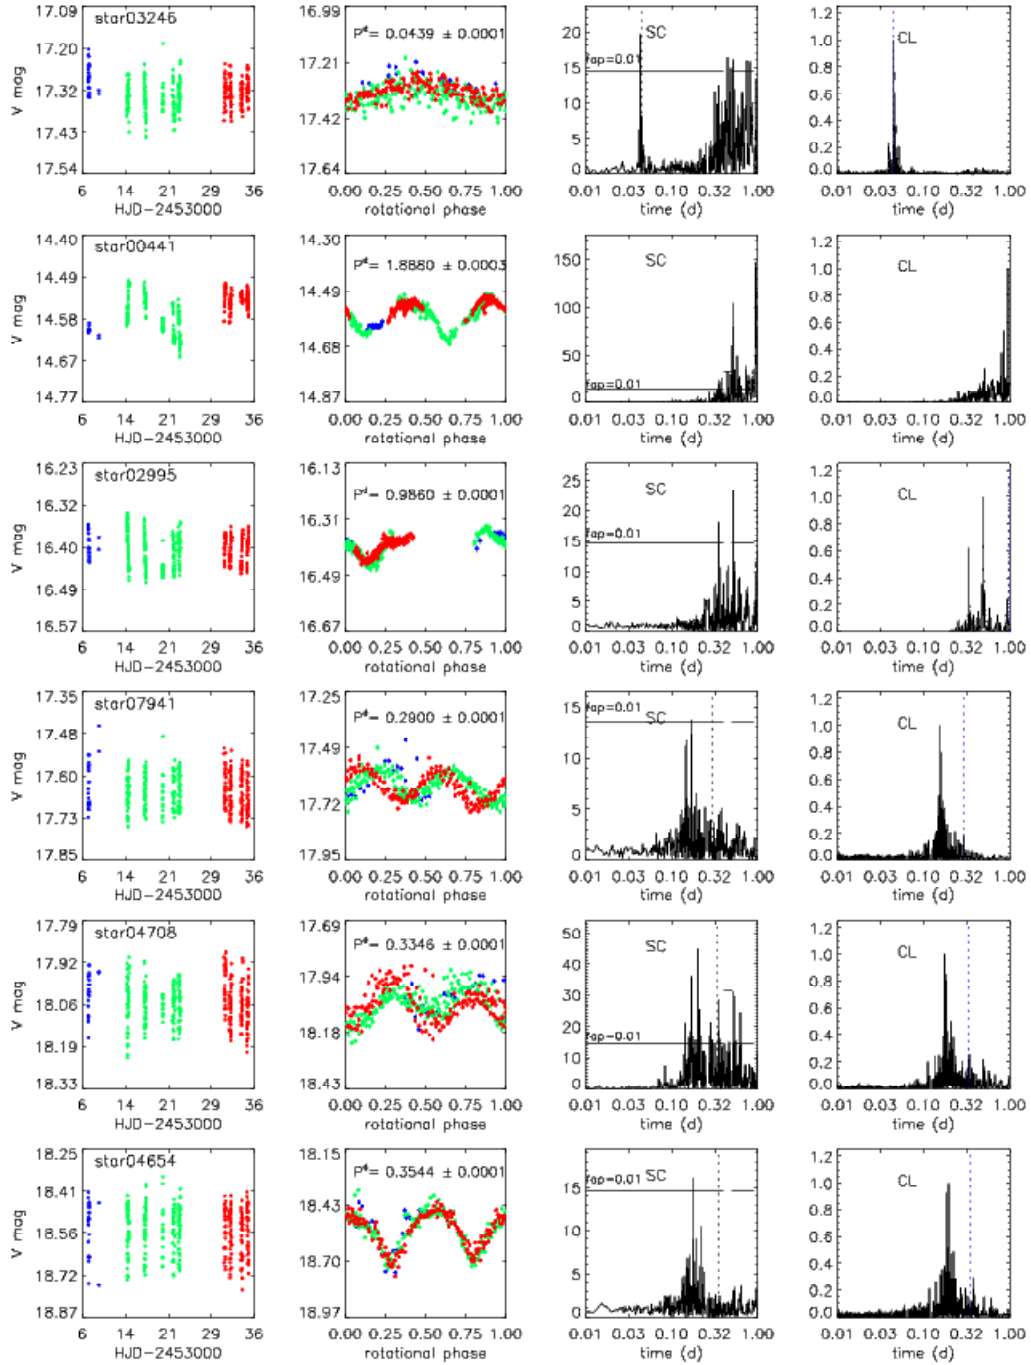 star03246
V mag
17.09
17.20
17.32
17.43
17.54
6 14 21 29 36
HJD-2453000
Pᵈ= 0.0439 ± 0.0001
16.99
17.21
17.42
17.64
0.00 0.25 0.50 0.75 1.00
rotational phase
SC
fap=0.01
20
15
10
5
0
0.01 0.03 0.10 0.32 1.00
time (d)
CL
1.2
1.0
0.8
0.6
0.4
0.2
0.0
0.01 0.03 0.10 0.32 1.00
time (d)
star00441
V mag
14.40
14.49
14.58
14.67
14.77
6 14 21 29 36
HJD-2453000
Pᵈ= 1.8880 ± 0.0003
14.30
14.49
14.68
14.87
0.00 0.25 0.50 0.75 1.00
rotational phase
SC
fap=0.01
150
100
50
0
0.01 0.03 0.10 0.32 1.00
time (d)
CL
1.2
1.0
0.8
0.6
0.4
0.2
0.0
0.01 0.03 0.10 0.32 1.00
time (d)
star02995
V mag
16.23
16.32
16.40
16.49
16.57
6 14 21 29 36
HJD-2453000
Pᵈ= 0.9860 ± 0.0001
16.13
16.31
16.49
16.67
0.00 0.25 0.50 0.75 1.00
rotational phase
SC
fap=0.01
25
20
15
10
5
0
0.01 0.03 0.10 0.32 1.00
time (d)
CL
1.2
1.0
0.8
0.6
0.4
0.2
0.0
0.01 0.03 0.10 0.32 1.00
time (d)
star07941
V mag
17.35
17.48
17.60
17.73
17.85
6 14 21 29 36
HJD-2453000
Pᵈ= 0.2900 ± 0.0001
17.25
17.49
17.72
17.95
0.00 0.25 0.50 0.75 1.00
rotational phase
SC
fap=0.01
15
10
5
0
0.01 0.03 0.10 0.32 1.00
time (d)
CL
1.2
1.0
0.8
0.6
0.4
0.2
0.0
0.01 0.03 0.10 0.32 1.00
time (d)
star04708
V mag
17.79
17.92
18.06
18.19
18.33
6 14 21 29 36
HJD-2453000
Pᵈ= 0.3346 ± 0.0001
17.69
17.94
18.18
18.43
0.00 0.25 0.50 0.75 1.00
rotational phase
SC
fap=0.01
50
40
30
20
10
0
0.01 0.03 0.10 0.32 1.00
time (d)
CL
1.2
1.0
0.8
0.6
0.4
0.2
0.0
0.01 0.03 0.10 0.32 1.00
time (d)
star04654
V mag
18.25
18.41
18.56
18.72
18.87
6 14 21 29 36
HJD-2453000
Pᵈ= 0.3544 ± 0.0001
18.15
18.43
18.70
18.97
0.00 0.25 0.50 0.75 1.00
rotational phase
SC
fap=0.01
15
10
5
0
0.01 0.03 0.10 0.32 1.00
time (d)
CL
1.2
1.0
0.8
0.6
0.4
0.2
0.0
0.01 0.03 0.10 0.32 1.00
time (d)